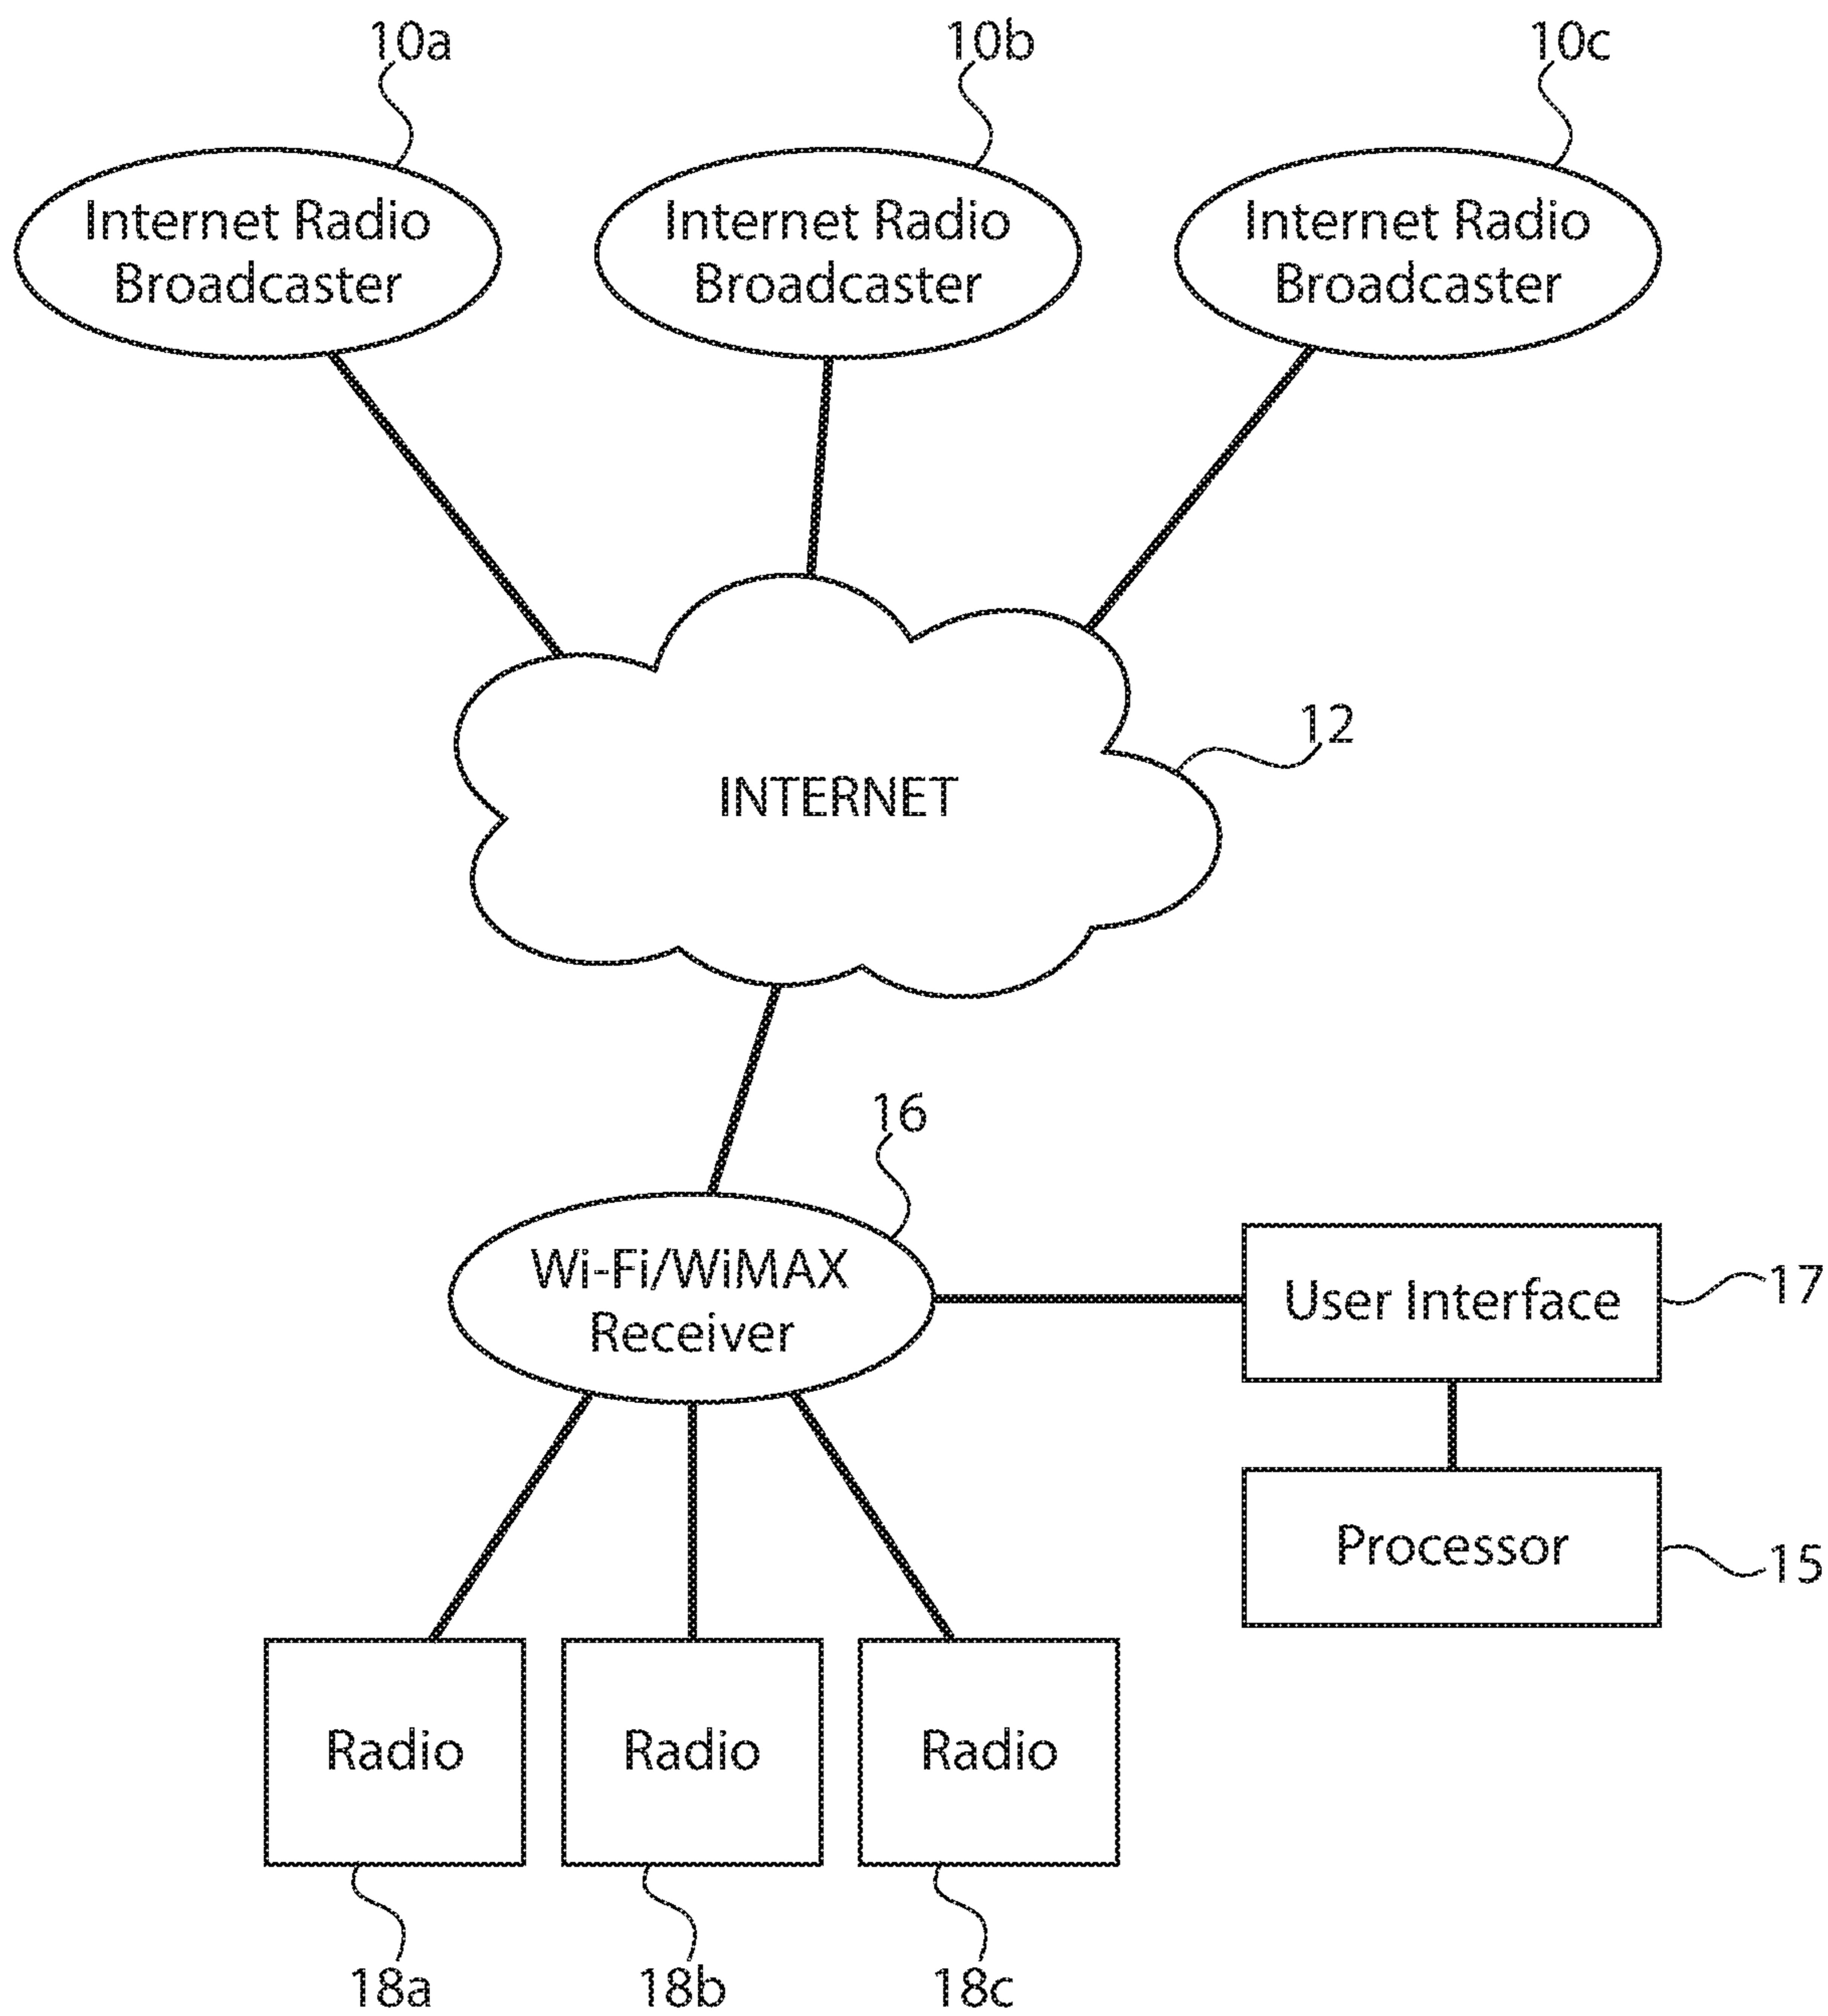 10a
10b
10c
Internet Radio
Broadcaster
Internet Radio
Broadcaster
Internet Radio
Broadcaster
12
INTERNET
16
Wi-Fi/WiMAX
Receiver
User Interface
17
Processor
15
Radio
Radio
Radio
18a
18b
18c